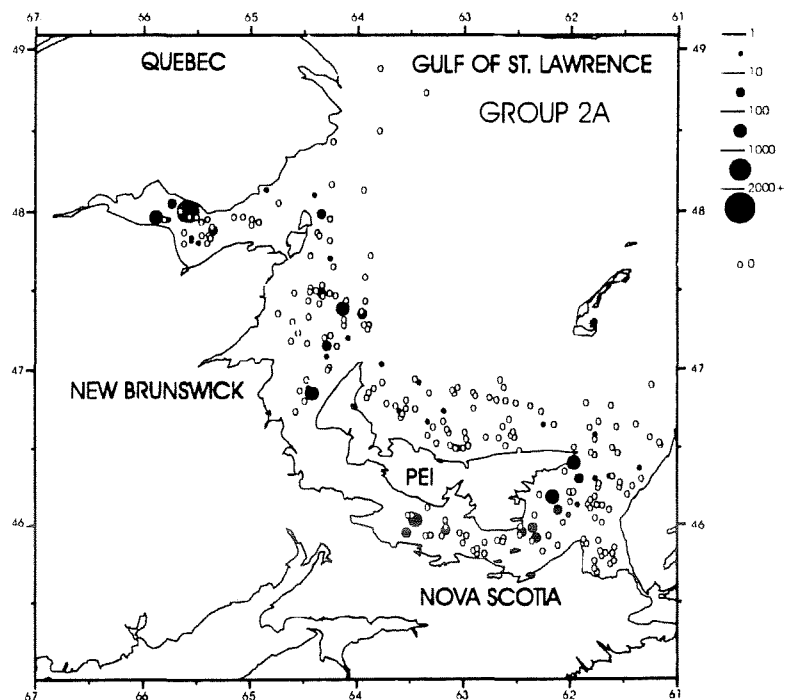 67 66 65 64 63 62 61
49 QUEBEC GULF OF ST. LAWRENCE 49
GROUP 2A
1
10
100
1000
2000+
0
48 48
47 47
NEW BRUNSWICK
PEI
46 46
NOVA SCOTIA
67 66 65 64 63 62 61